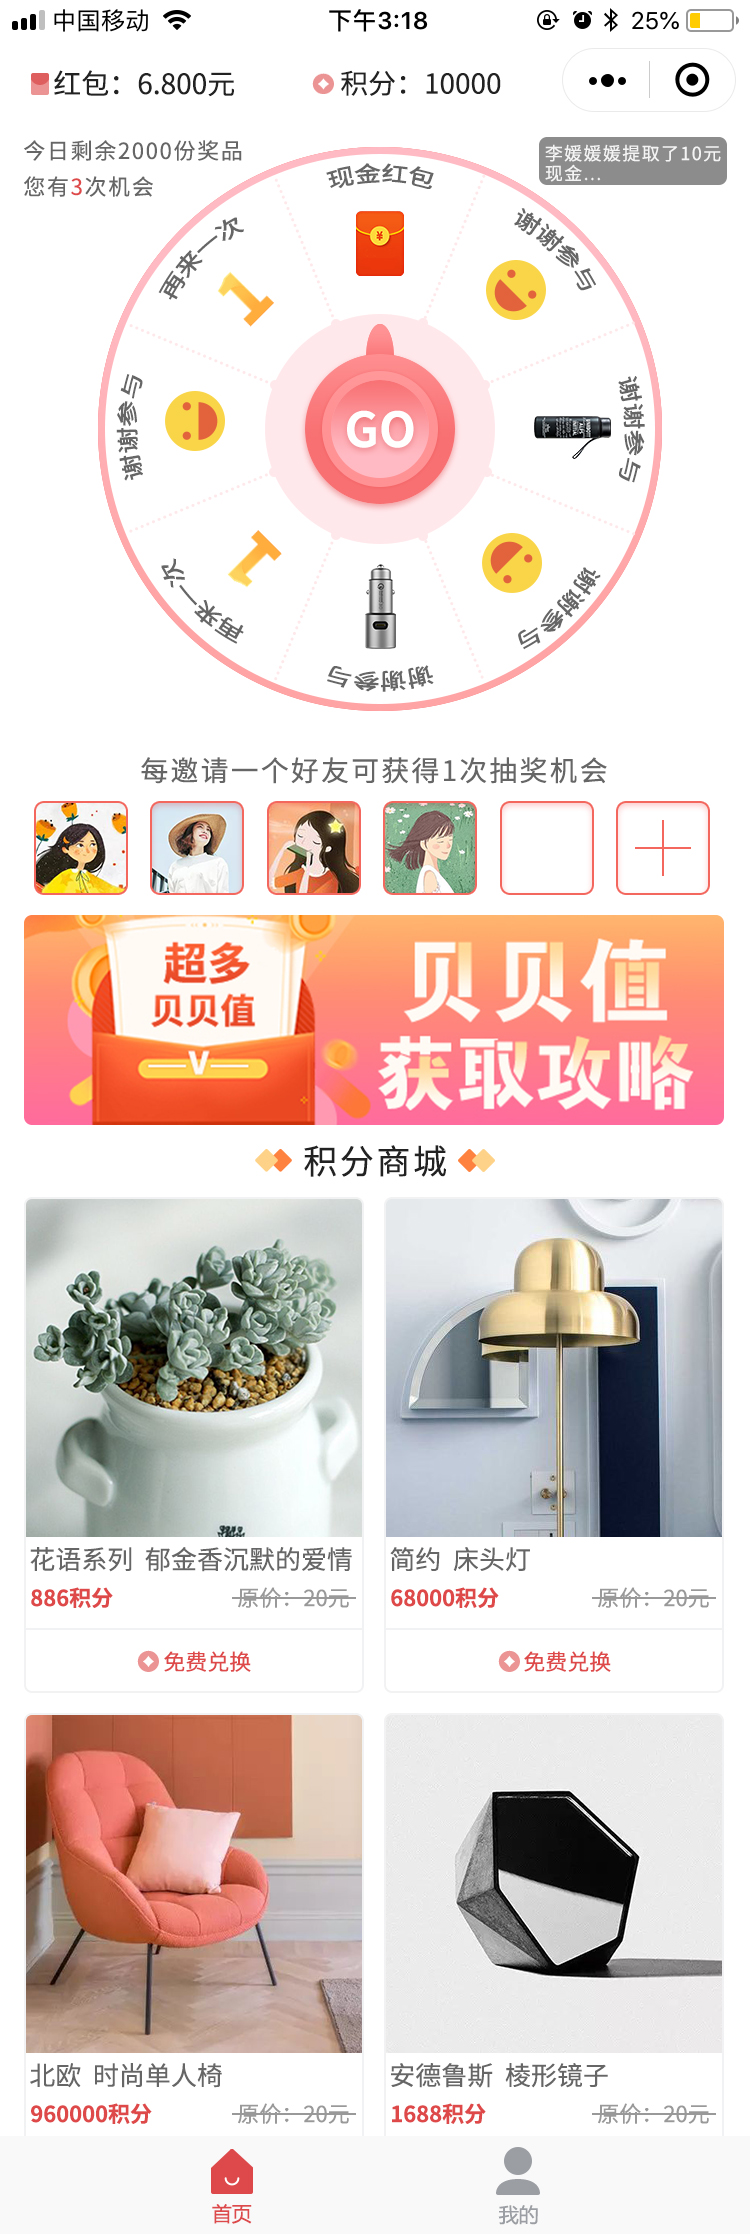 中国移动
下午3:18
25%
红包：6.800元
积分：10000
今日剩余2000份奖品
您有3次机会
李媛媛媛提取了10元
现金...
现金红包
谢谢参与
谢谢参与
谢谢参与
谢谢参与
再来一次
谢谢参与
再来一次
GO
每邀请一个好友可获得1次抽奖机会
超多
贝贝值
贝贝值
获取攻略
积分商城
花语系列 郁金香沉默的爱情
886积分
原价：20元
免费兑换
简约 床头灯
68000积分
原价：20元
免费兑换
北欧 时尚单人椅
960000积分
原价：20元
安德鲁斯 棱形镜子
1688积分
原价：20元
首页
我的